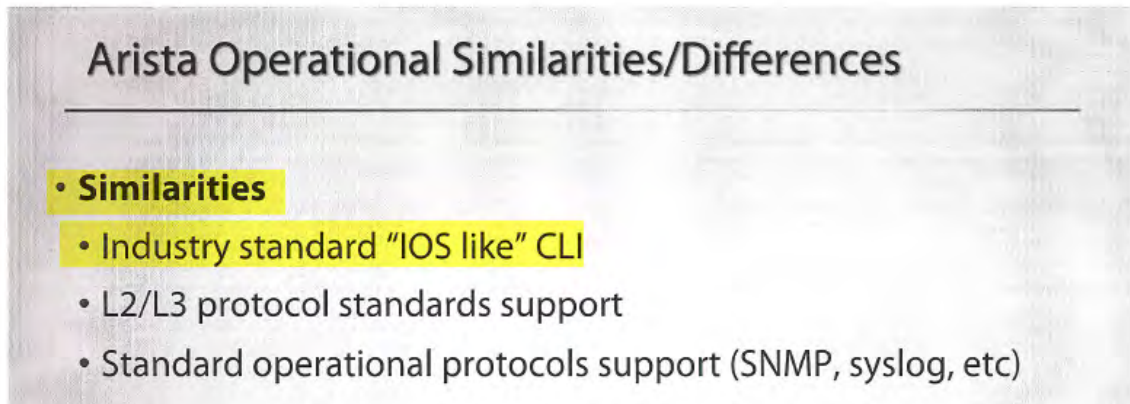 Arista Operational Similarities/Differences
• Similarities
• Industry standard “IOS like” CLI
• L2/L3 protocol standards support
• Standard operational protocols support (SNMP, syslog, etc)